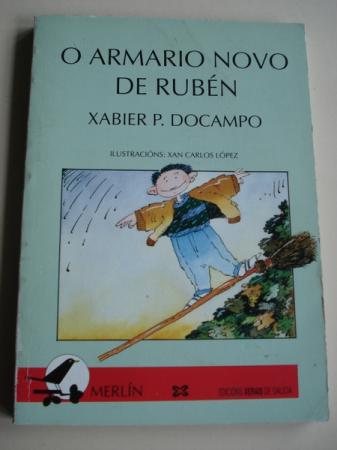 O ARMARIO NOVO
DE RUBÉN
XABIER P. DOCAMPO
ILUSTRACIÓNS: XAN CARLOS LÓPEZ
MERLÍN
EDICIÓNS XERAIS DE GALICIA